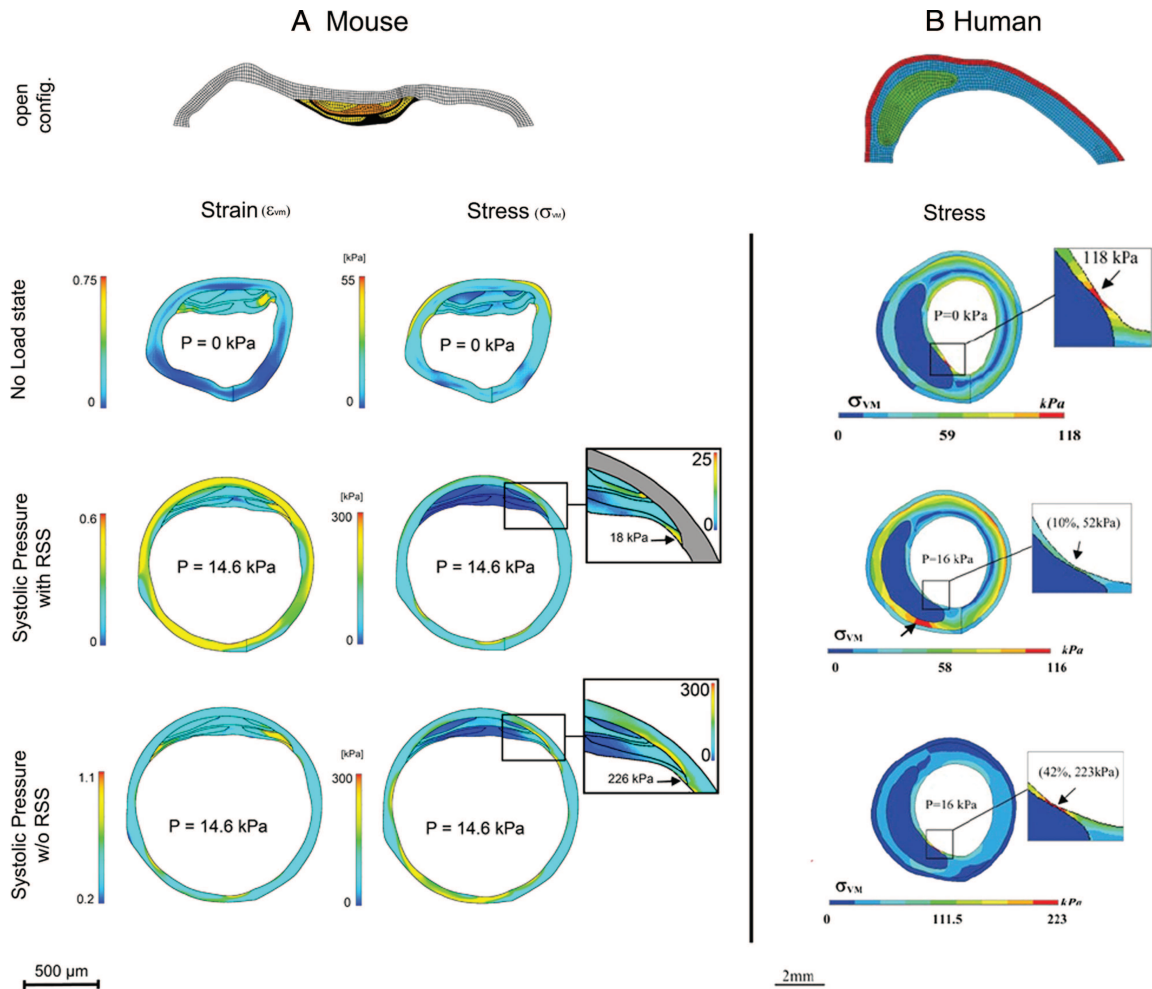 A Mouse
B Human
open
config.
Strain (εvm)
Stress (σVM)
Stress
No Load state
0.75
0
P = 0 kPa
[kPa]
55
0
P = 0 kPa
P=0 kPa
118 kPa
σVM
kPa
0
59
118
Systolic Pressure
with RSS
0.6
0
P = 14.6 kPa
[kPa]
300
0
P = 14.6 kPa
25
0
18 kPa
P=16 kPa
(10%, 52kPa)
σVM
kPa
0
58
116
Systolic Pressure
w/o RSS
1.1
0.2
P = 14.6 kPa
[kPa]
300
0
P = 14.6 kPa
300
0
226 kPa
P=16 kPa
(42%, 223kPa)
σVM
kPa
0
111.5
223
500 µm
2mm